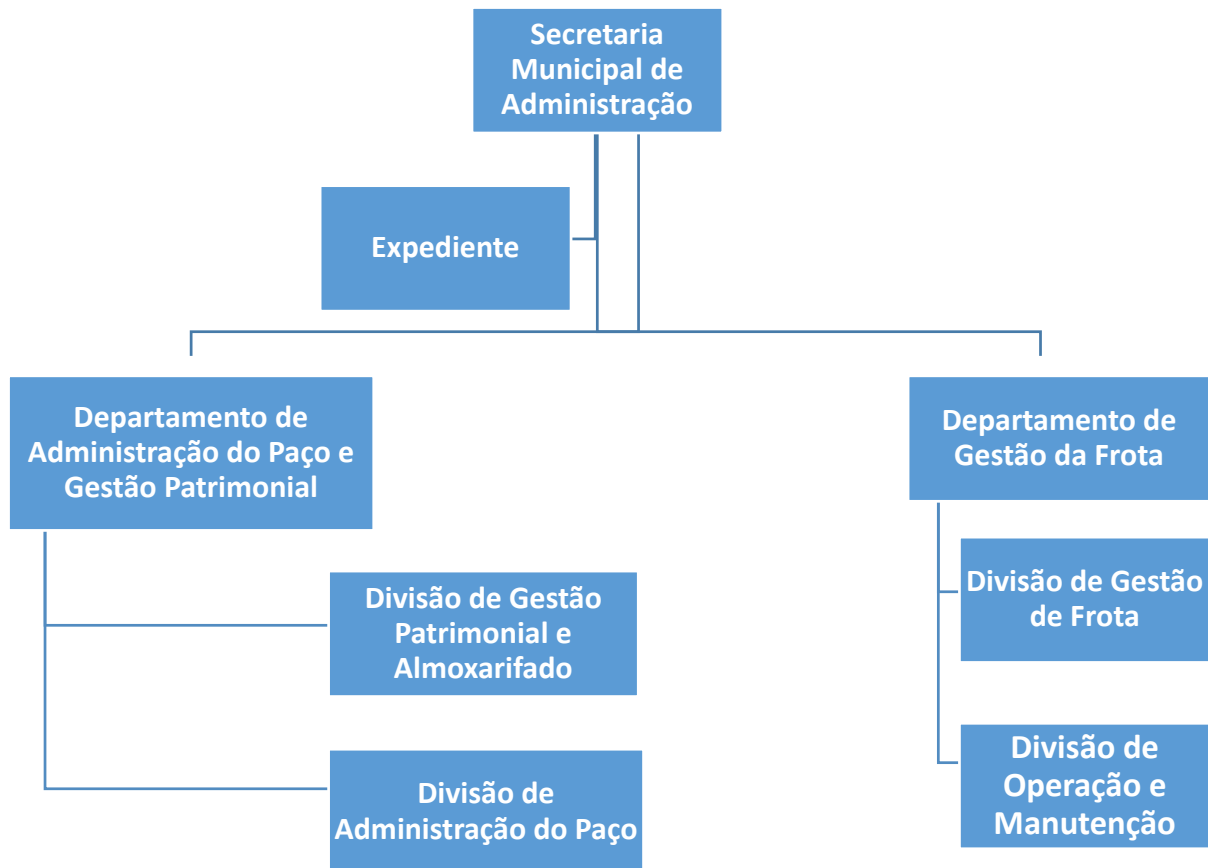 Secretaria
Municipal de
Administração
Expediente
Departamento de
Administração do Paço e
Gestão Patrimonial
Departamento de
Gestão da Frota
Divisão de Gestão
Patrimonial e
Almoxarifado
Divisão de Gestão
de Frota
Divisão de
Administração do Paço
Divisão de
Operação e
Manutenção